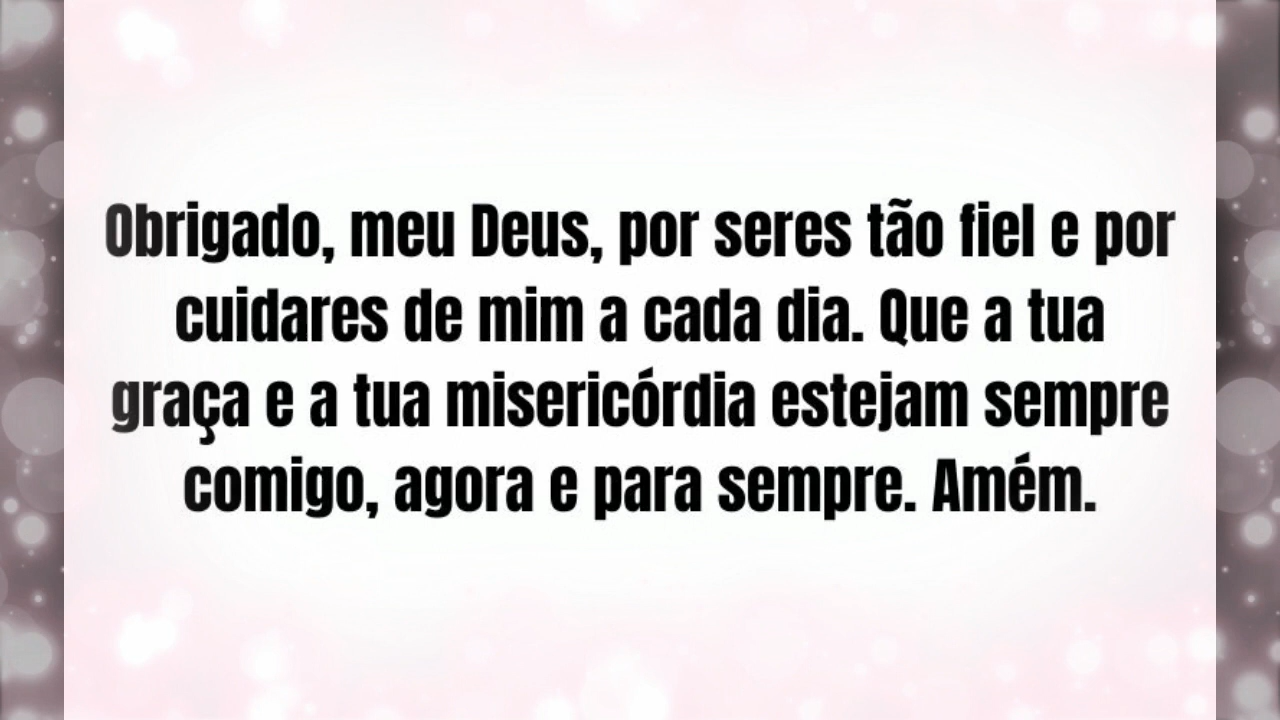 Obrigado, meu Deus, por seres tão fiel e por
cuidares de mim a cada dia. Que a tua
graça e a tua misericórdia estejam sempre
comigo, agora e para sempre. Amém.